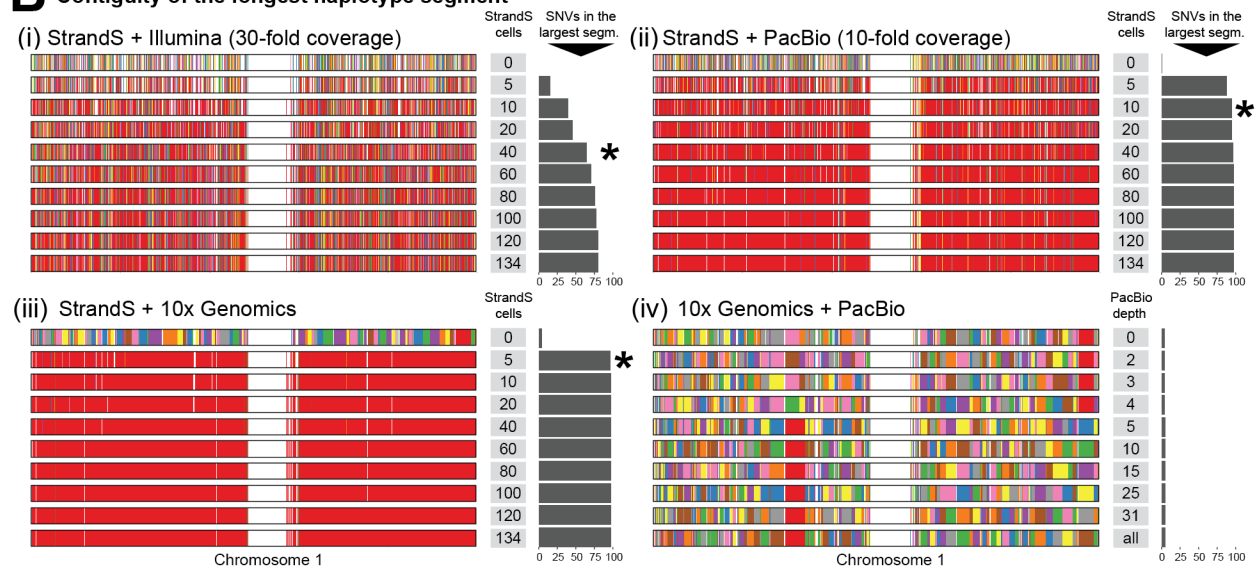 B Contiguity of the longest haplotype segment
(i) StrandS + Illumina (30-fold coverage)
StrandS
cells
SNVs in the
largest segm.
0
5
10
20
40
*
60
80
100
120
134
0 25 50 75 100
(ii) StrandS + PacBio (10-fold coverage)
StrandS
cells
SNVs in the
largest segm.
0
5
10
*
20
40
60
80
100
120
134
0 25 50 75 100
(iii) StrandS + 10x Genomics
StrandS
cells
0
5
*
10
20
40
60
80
100
120
134
Chromosome 1
0 25 50 75 100
(iv) 10x Genomics + PacBio
PacBio
depth
0
2
3
4
5
10
15
25
31
all
Chromosome 1
0 25 50 75 100